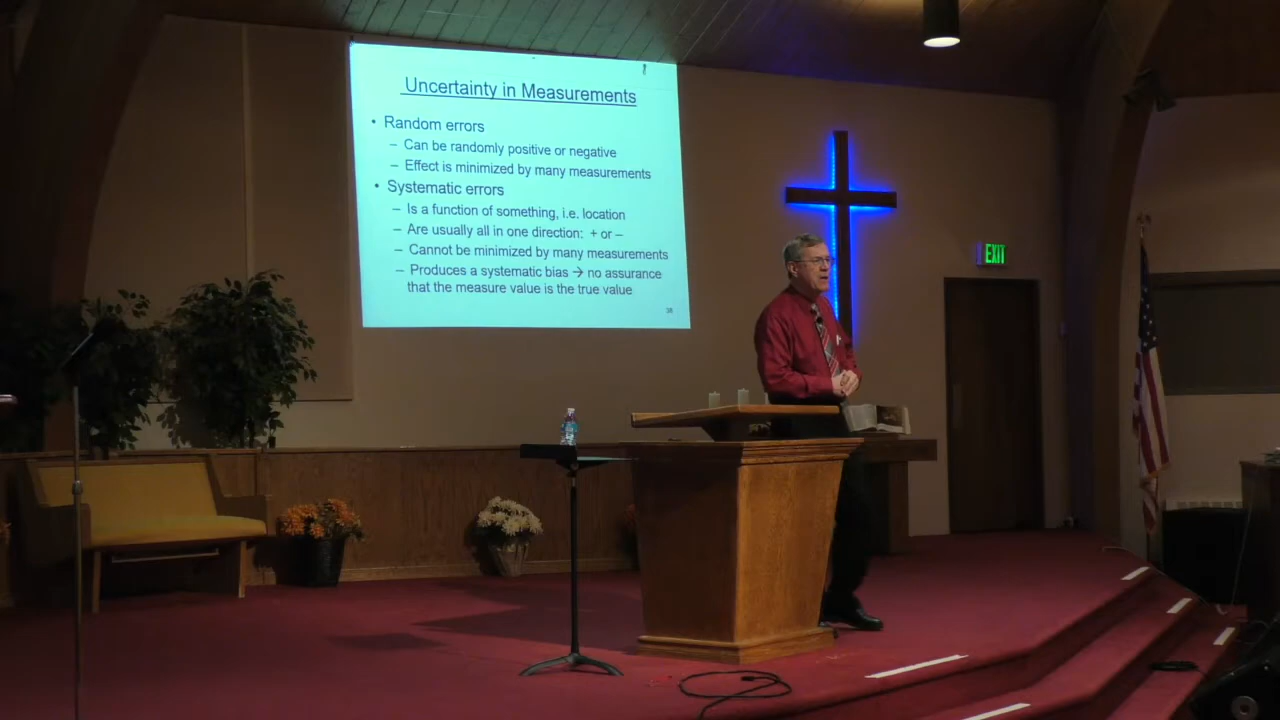 Uncertainty in Measurements
• Random errors
– Can be randomly positive or negative
– Effect is minimized by many measurements
• Systematic errors
– Is a function of something, i.e. location
– Are usually all in one direction: + or –
– Cannot be minimized by many measurements
– Produces a systematic bias → no assurance
that the measure value is the true value
EXIT